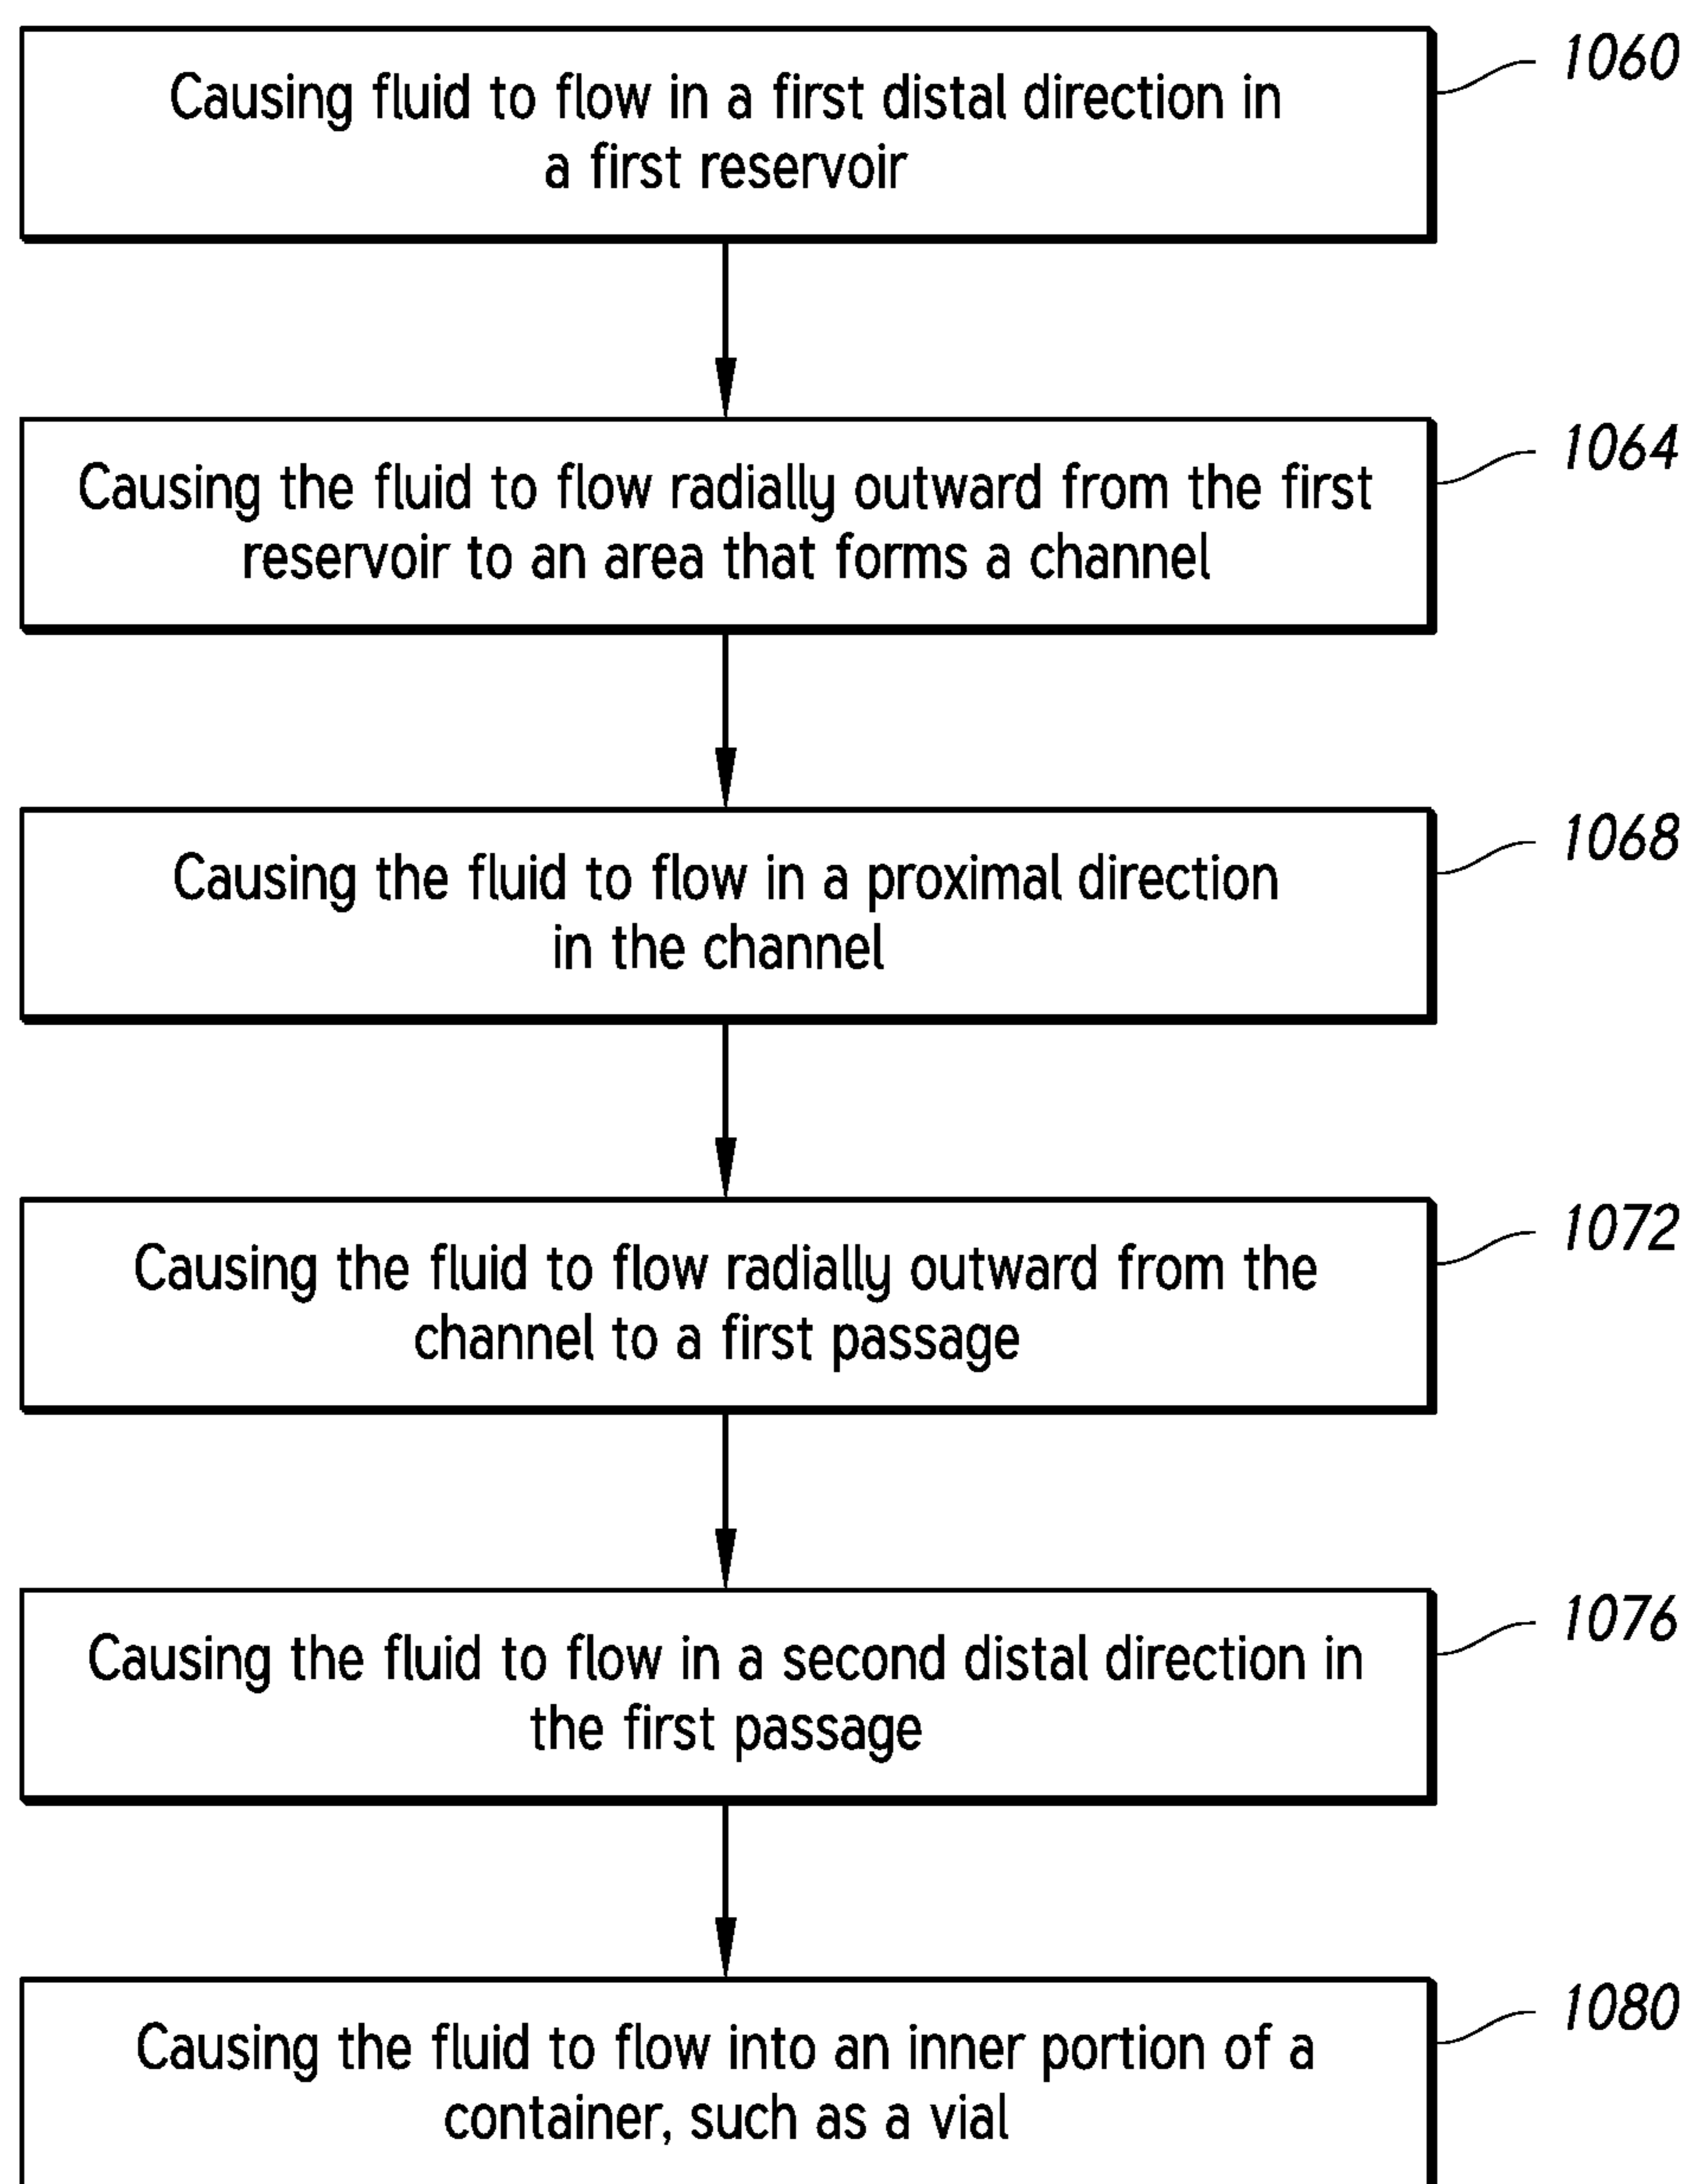 Causing fluid to flow in a first distal direction in
a first reservoir
1060
Causing the fluid to flow radially outward from the first
reservoir to an area that forms a channel
1064
Causing the fluid to flow in a proximal direction
in the channel
1068
Causing the fluid to flow radially outward from the
channel to a first passage
1072
Causing the fluid to flow in a second distal direction in
the first passage
1076
Causing the fluid to flow into an inner portion of a
container, such as a vial
1080